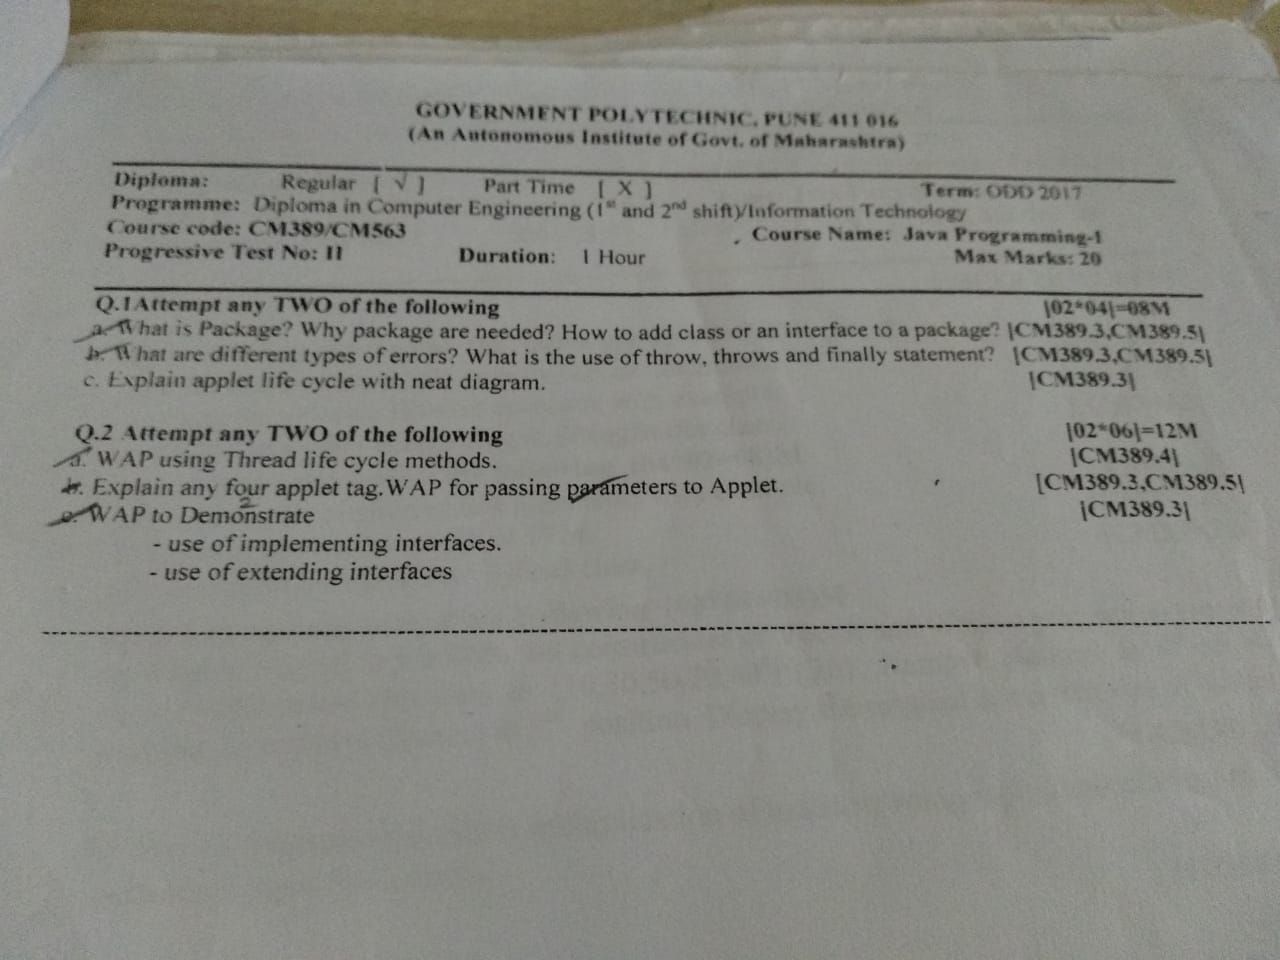 GOVERNMENT POLYTECHNIC, PUNE 411 016
(An Autonomous Institute of Govt. of Maharashtra)
Diploma: Regular [ √ ] Part Time [ X ] Term: ODD 2017
Programme: Diploma in Computer Engineering (1st and 2nd shift)/Information Technology
Course code: CM389/CM563 Course Name: Java Programming-1
Progressive Test No: II Duration: 1 Hour Max Marks: 20
Q.1Attempt any TWO of the following [02*04]=08M
a. What is Package? Why package are needed? How to add class or an interface to a package? [CM389.3,CM389.5]
b. What are different types of errors? What is the use of throw, throws and finally statement? [CM389.3,CM389.5]
c. Explain applet life cycle with neat diagram. [CM389.3]
Q.2 Attempt any TWO of the following [02*06]=12M
a. WAP using Thread life cycle methods. [CM389.4]
b. Explain any four applet tag.WAP for passing parameters to Applet. [CM389.3,CM389.5]
2
c. WAP to Demonstrate [CM389.3]
- use of implementing interfaces.
- use of extending interfaces